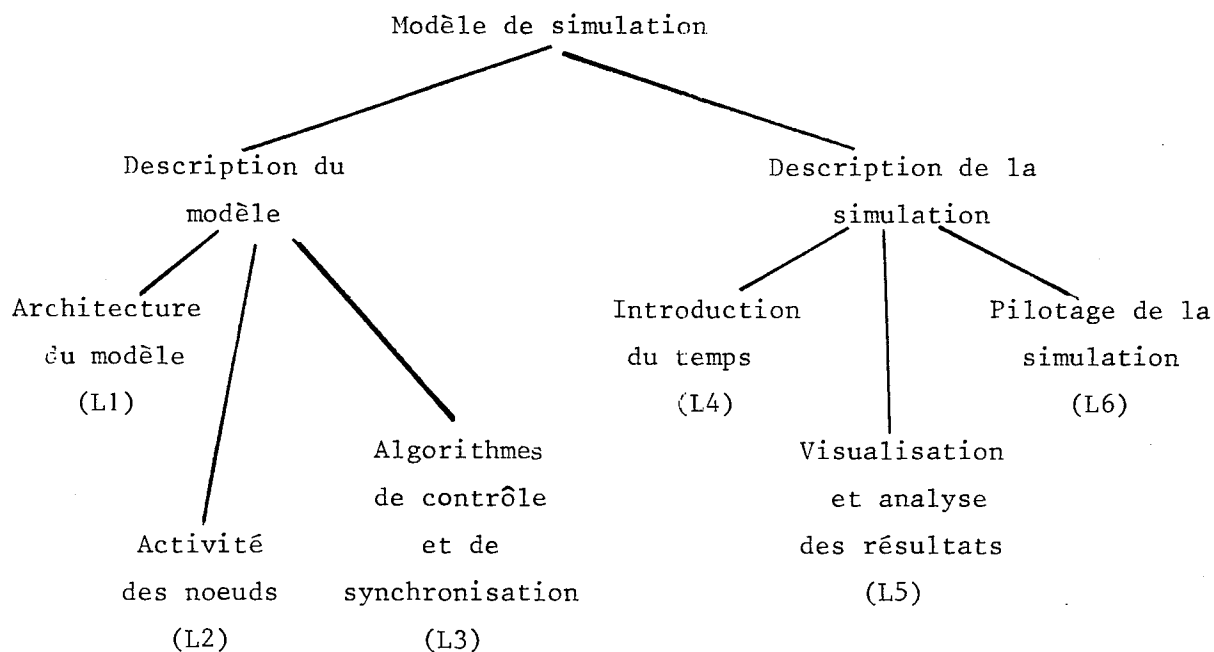 Modèle de simulation
Description du
modèle
Description de la
simulation
Architecture
du modèle
(L1)
Introduction
du temps
(L4)
Pilotage de la
simulation
(L6)
Algorithmes
de contrôle
et de
synchronisation
(L3)
Visualisation
et analyse
des résultats
(L5)
Activité
des noeuds
(L2)